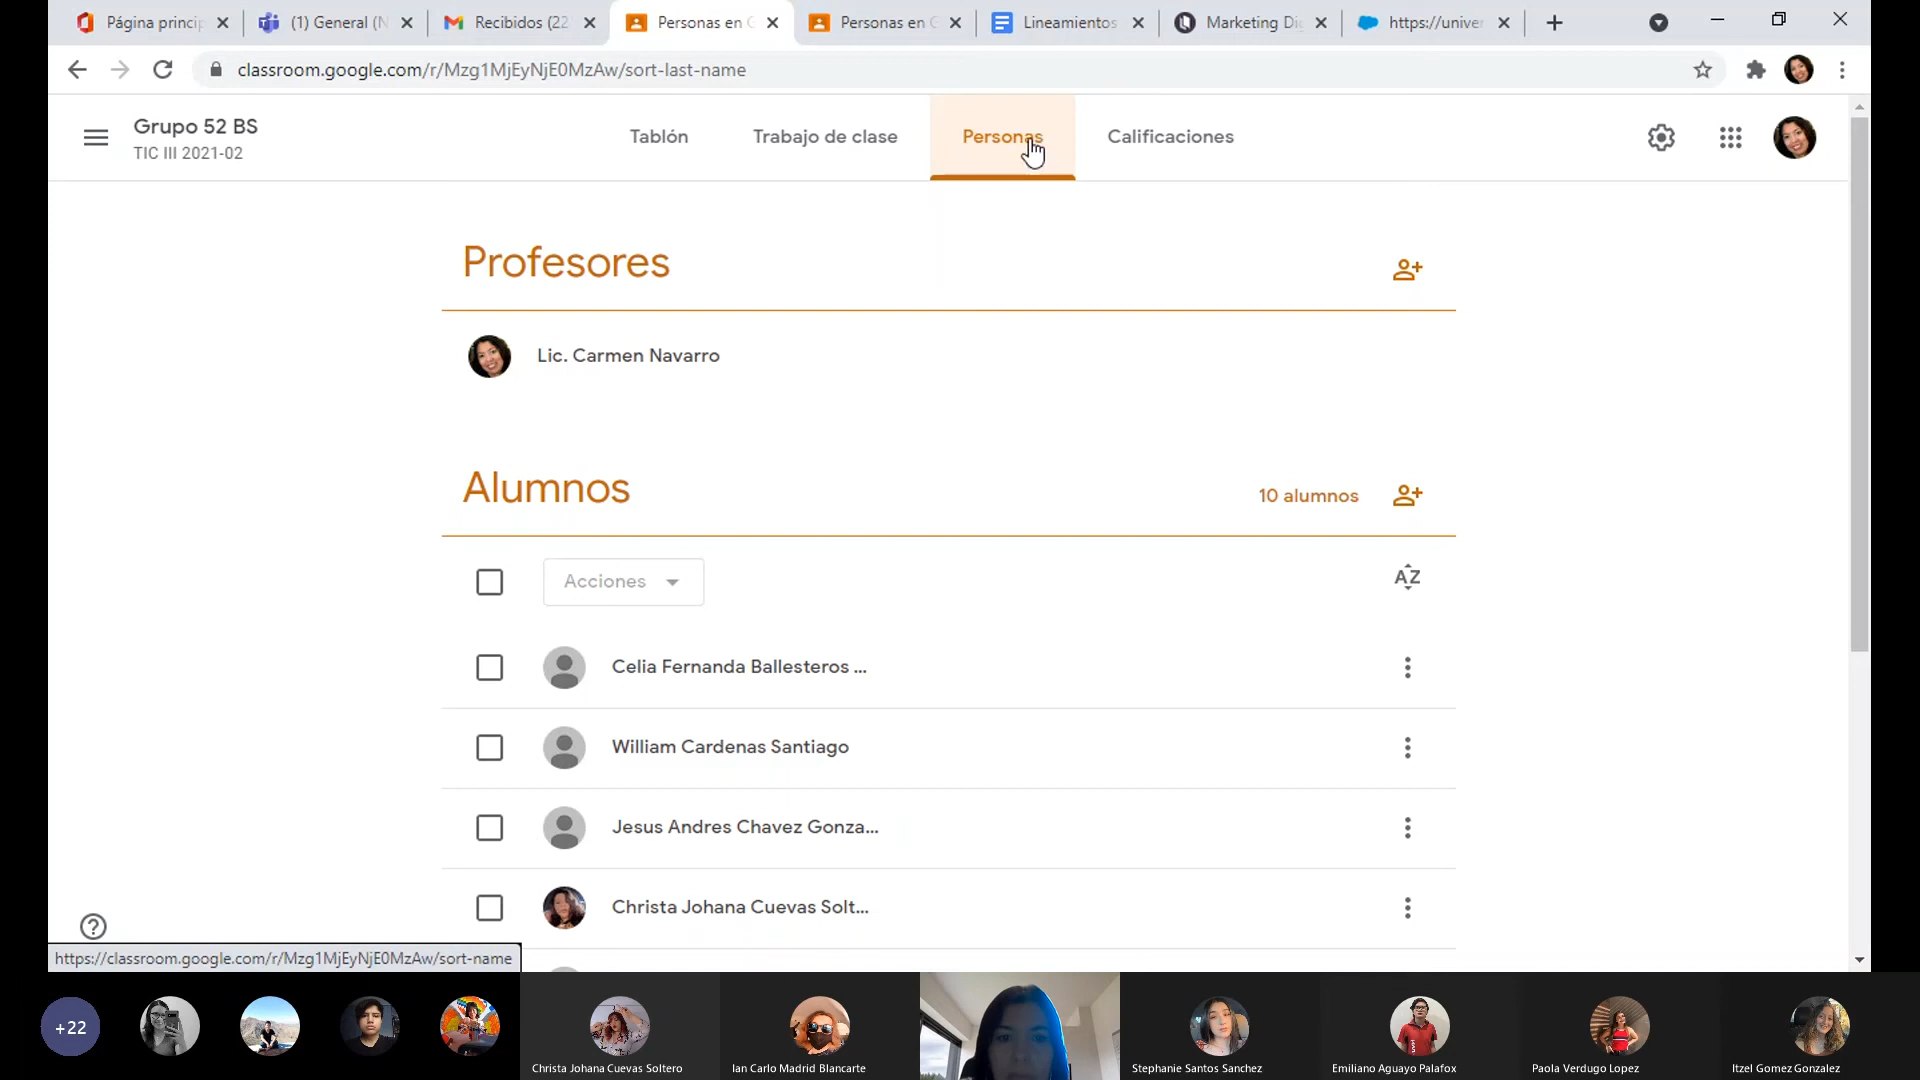 Página princip
(1) General (N
Recibidos (22
Personas en G
Personas en G
Lineamientos
Marketing Dig
https://univer
classroom.google.com/r/Mzg1MjEyNjE0MzAw/sort-last-name
Grupo 52 BS
TIC III 2021-02
Tablón
Trabajo de clase
Personas
Calificaciones
Profesores
Lic. Carmen Navarro
Alumnos
10 alumnos
Acciones
AZ
Celia Fernanda Ballesteros ...
William Cardenas Santiago
Jesus Andres Chavez Gonza...
Christa Johana Cuevas Solt...
https://classroom.google.com/r/Mzg1MjEyNjE0MzAw/sort-name
+22
Christa Johana Cuevas Soltero
Ian Carlo Madrid Blancarte
Stephanie Santos Sanchez
Emiliano Aguayo Palafox
Paola Verdugo Lopez
Itzel Gomez Gonzalez